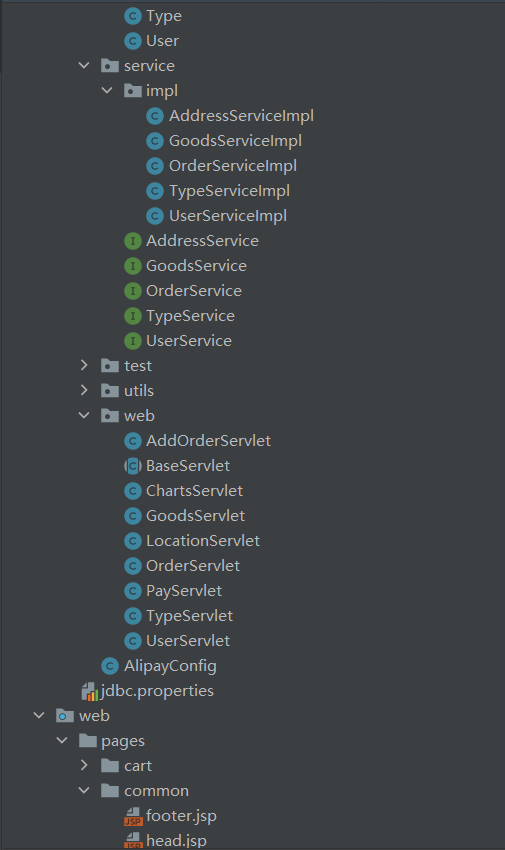 Type
User
service
impl
AddressServiceImpl
GoodsServiceImpl
OrderServiceImpl
TypeServiceImpl
UserServiceImpl
AddressService
GoodsService
OrderService
TypeService
UserService
test
utils
web
AddOrderServlet
BaseServlet
ChartsServlet
GoodsServlet
LocationServlet
OrderServlet
PayServlet
TypeServlet
UserServlet
AlipayConfig
jdbc.properties
web
pages
cart
common
footer.jsp
head.jsp